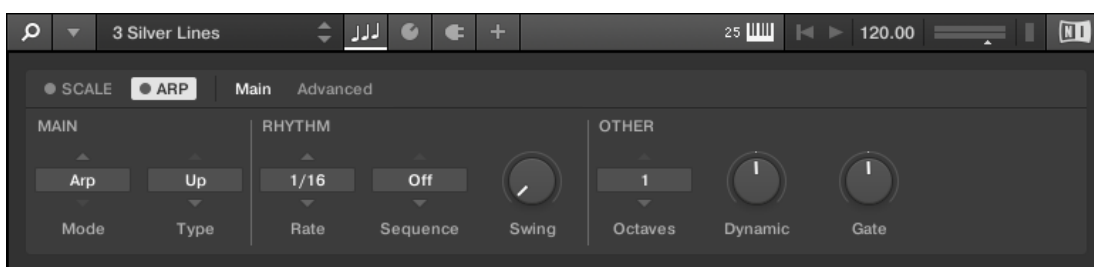 3 Silver Lines 25 120.00 NI
SCALE ARP Main Advanced
MAIN RHYTHM OTHER
Arp Up 1/16 Off 1
Mode Type Rate Sequence Swing Octaves Dynamic Gate